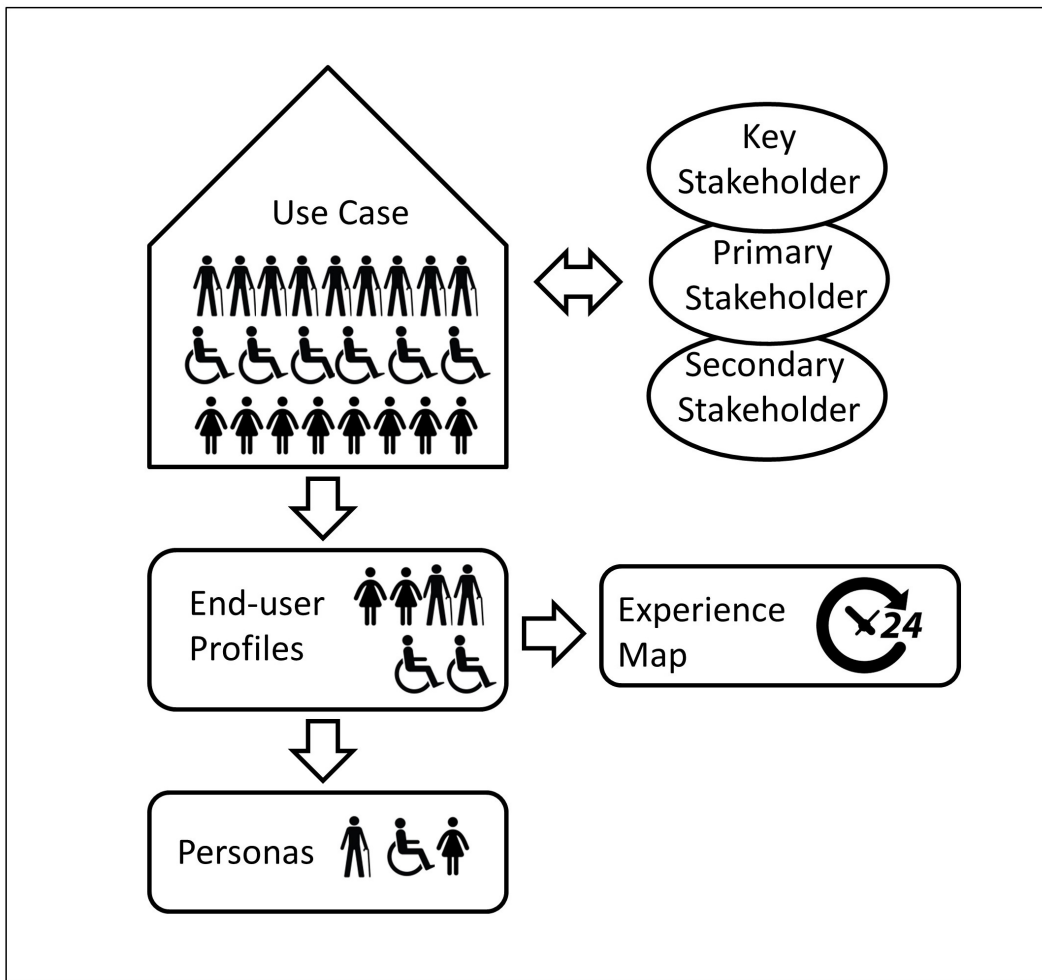 Use Case
Key
Stakeholder
Primary
Stakeholder
Secondary
Stakeholder
End-user
Profiles
Experience
Map
24
Personas